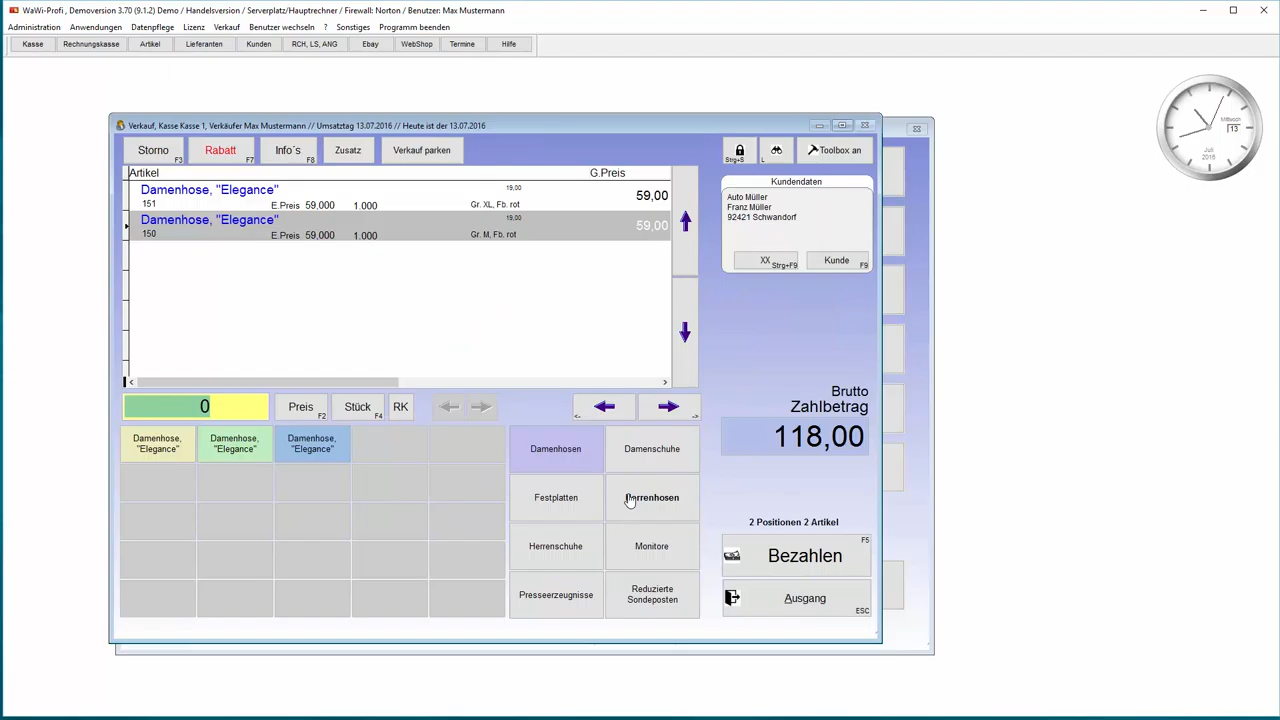 WaWi-Profi , Demoversion 3.70 (9.1.2) Demo / Handelsversion / Serverplatz/Hauptrechner / Firewall: Norton / Benutzer: Max Mustermann
Administration Anwendungen Datenpflege Lizenz Verkauf Benutzer wechseln ? Sonstiges Programm beenden
Kasse Rechnungskasse Artikel Lieferanten Kunden RCH, LS, ANG Ebay WebShop Termine Hilfe
Mittwoch
13
Juli
2016
Verkauf, Kasse Kasse 1, Verkäufer Max Mustermann // Umsatztag 13.07.2016 // Heute ist der 13.07.2016
Storno F3 Rabatt F7 Info´s F8 Zusatz Verkauf parken Strg+S L Toolbox an
Artikel G.Preis
Damenhose, "Elegance" 19,00 59,00
151 E.Preis 59,000 1.000 Gr. XL, Fb. rot
Damenhose, "Elegance" 19,00 59,00
150 E.Preis 59,000 1.000 Gr. M, Fb. rot
Kundendaten
Auto Müller
Franz Müller
92421 Schwandorf
XX Strg+F9 Kunde F9
Brutto
Zahlbetrag
118,00
0 Preis F2 Stück F4 RK <- ->
Damenhose, "Elegance"
Damenhose, "Elegance"
Damenhose, "Elegance"
Damenhosen Damenschuhe
Festplatten Herrenhosen
Herrenschuhe Monitore
Presseerzeugnisse Reduzierte Sondeposten
2 Positionen 2 Artikel
Bezahlen F5
Ausgang ESC